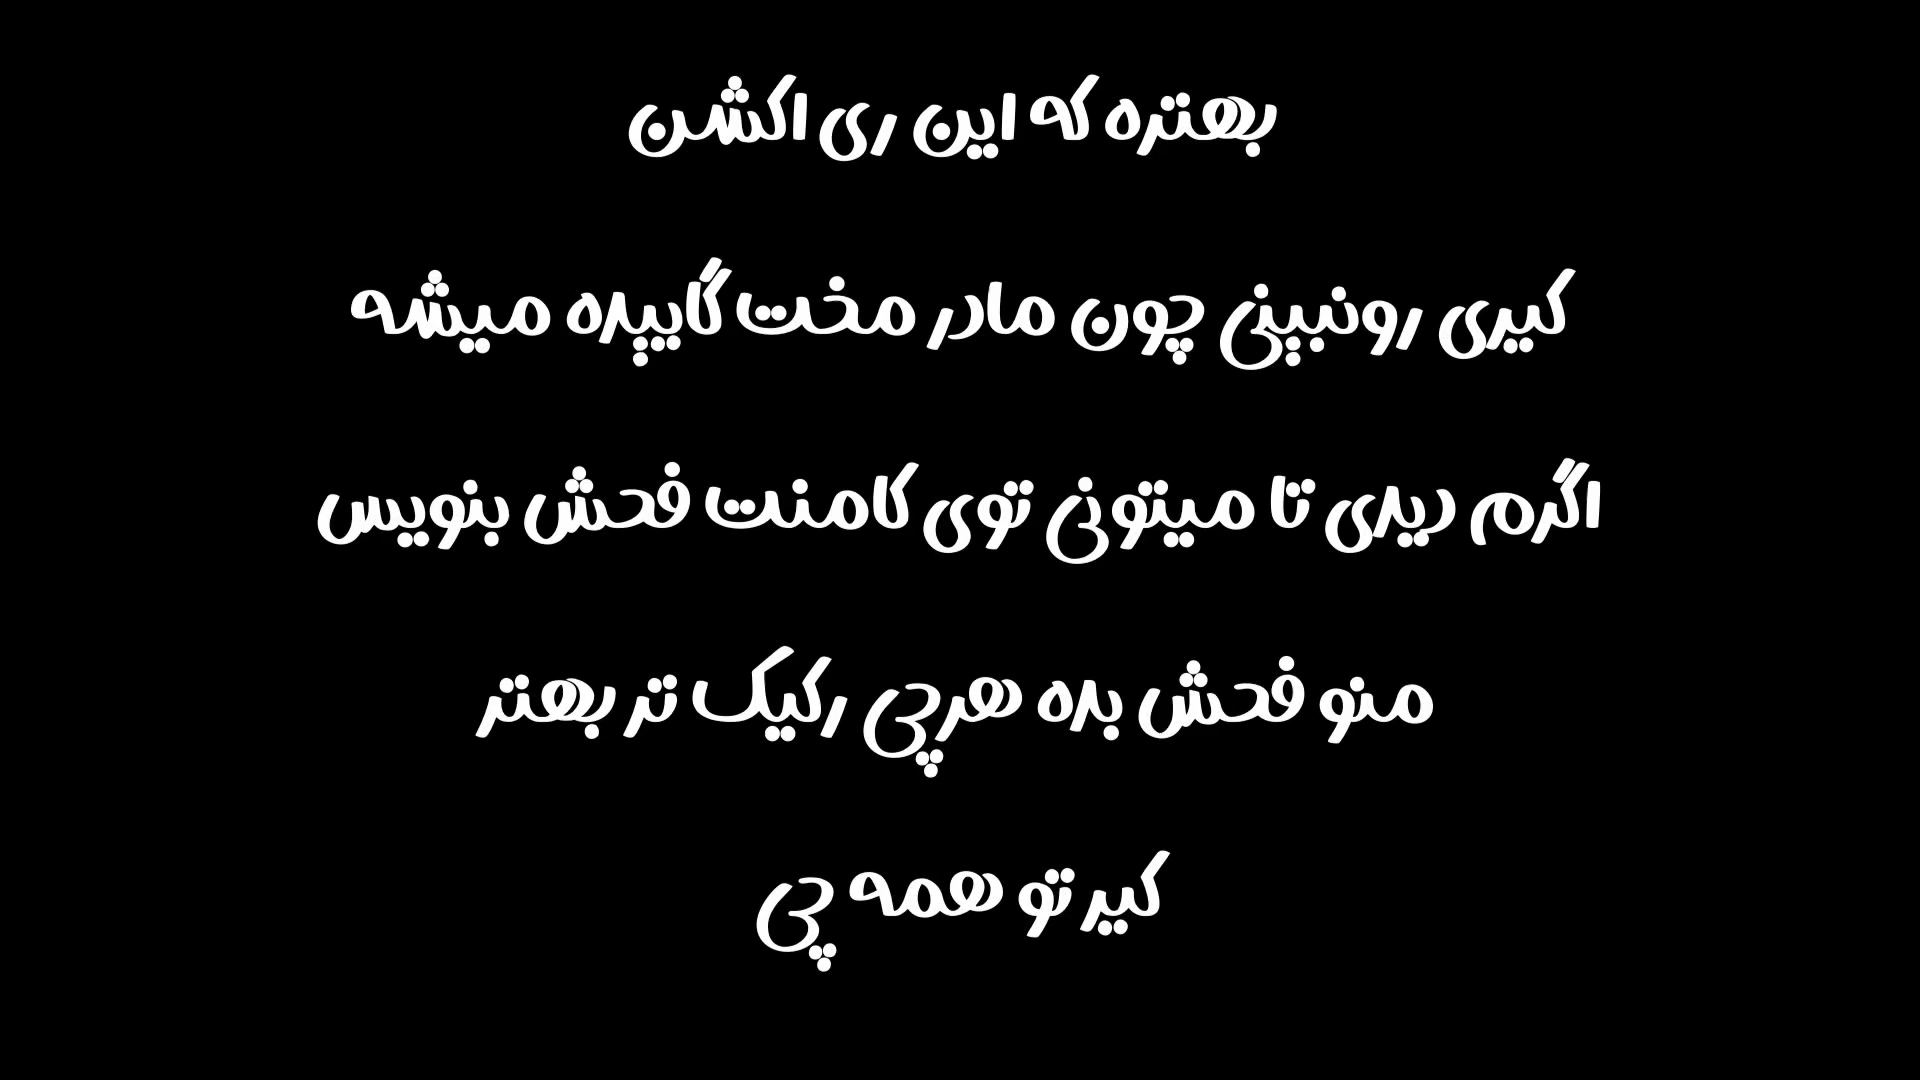 بهتره که این ری اکشن
کیری رونبینی چون مادر مخت گاییده میشه
اگرم دیدی تا میتونی توی کامنت فحش بنویس
منو فحش بده هرچی رکیک تر بهتر
کیر تو همه چی